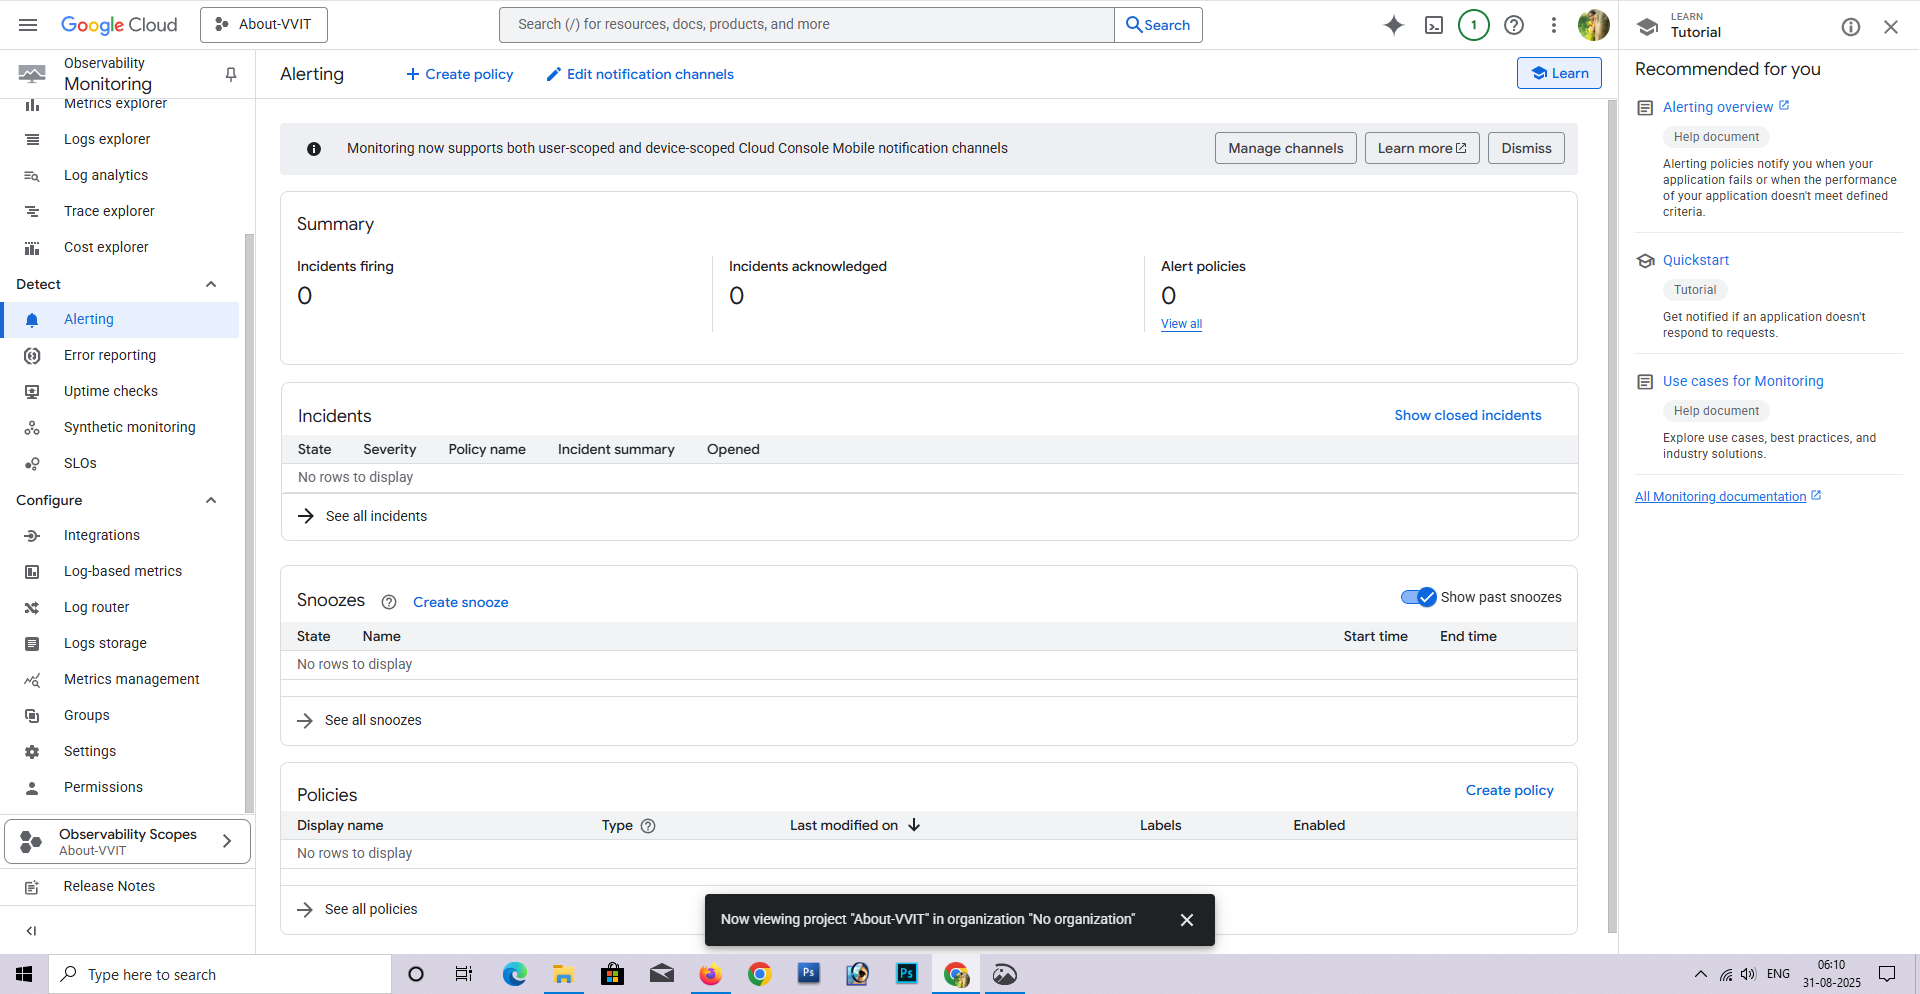 Google Cloud
About-VVIT
Search (/) for resources, docs, products, and more
Search
1
LEARN
Tutorial
Observability
Monitoring
Metrics explorer
Logs explorer
Log analytics
Trace explorer
Cost explorer
Detect
Alerting
Error reporting
Uptime checks
Synthetic monitoring
SLOs
Configure
Integrations
Log-based metrics
Log router
Logs storage
Metrics management
Groups
Settings
Permissions
Observability Scopes
About-VVIT
Release Notes
Alerting
Create policy
Edit notification channels
Learn
Monitoring now supports both user-scoped and device-scoped Cloud Console Mobile notification channels
Manage channels
Learn more
Dismiss
Summary
Incidents firing
0
Incidents acknowledged
0
Alert policies
0
View all
Incidents
Show closed incidents
State Severity Policy name Incident summary Opened
No rows to display
See all incidents
Snoozes
Create snooze
Show past snoozes
State Name Start time End time
No rows to display
See all snoozes
Policies
Create policy
Display name Type Last modified on Labels Enabled
No rows to display
See all policies
Now viewing project "About-VVIT" in organization "No organization"
Recommended for you
Alerting overview
Help document
Alerting policies notify you when your
application fails or when the performance
of your application doesn't meet defined
criteria.
Quickstart
Tutorial
Get notified if an application doesn't
respond to requests.
Use cases for Monitoring
Help document
Explore use cases, best practices, and
industry solutions.
All Monitoring documentation
Type here to search
Ps
Ps
ENG
06:10
31-08-2025